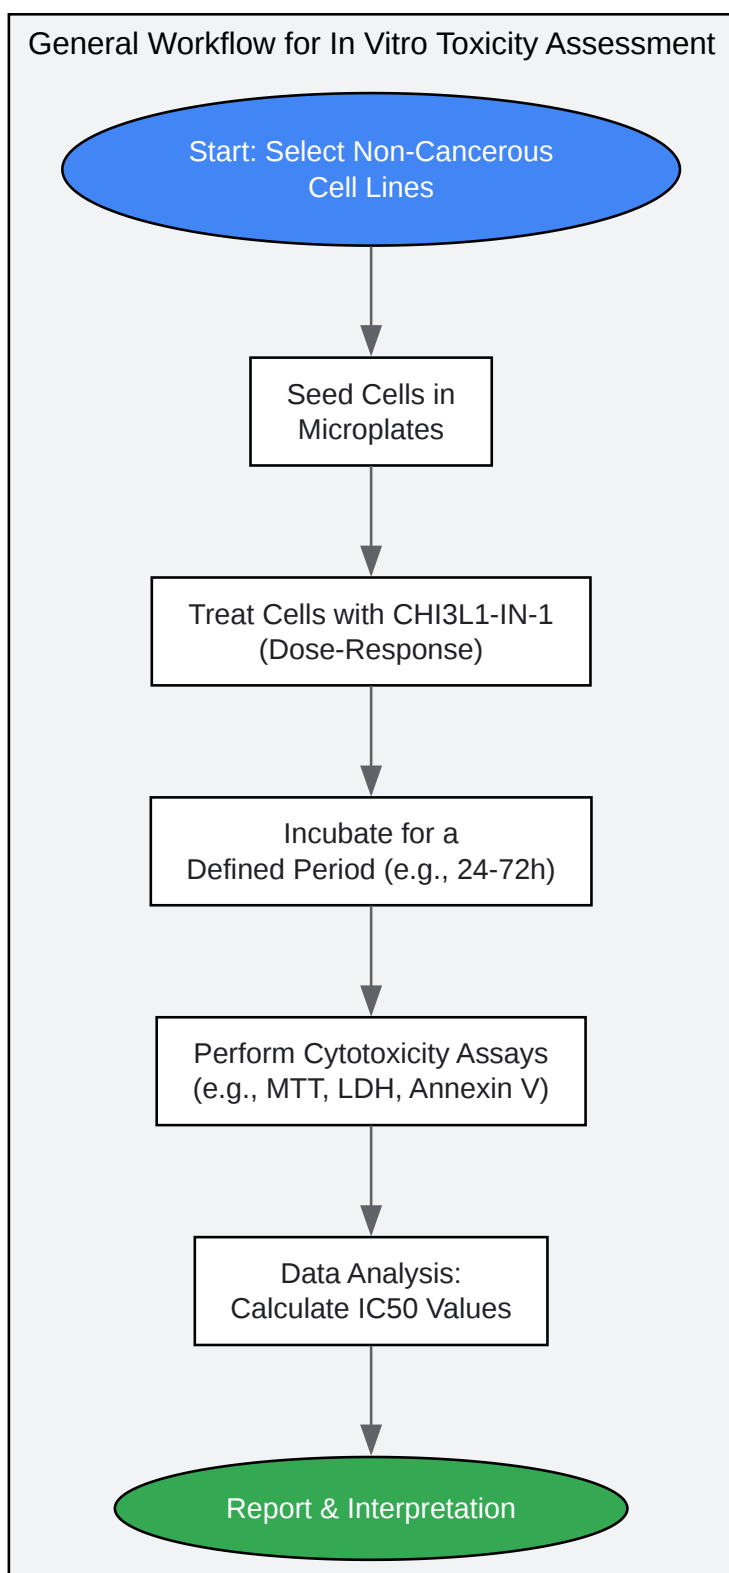 General Workflow for In Vitro Toxicity Assessment
Start: Select Non-Cancerous
Cell Lines
Seed Cells in
Microplates
Treat Cells with CHI3L1-IN-1
(Dose-Response)
Incubate for a
Defined Period (e.g., 24-72h)
Perform Cytotoxicity Assays
(e.g., MTT, LDH, Annexin V)
Data Analysis:
Calculate IC50 Values
Report & Interpretation